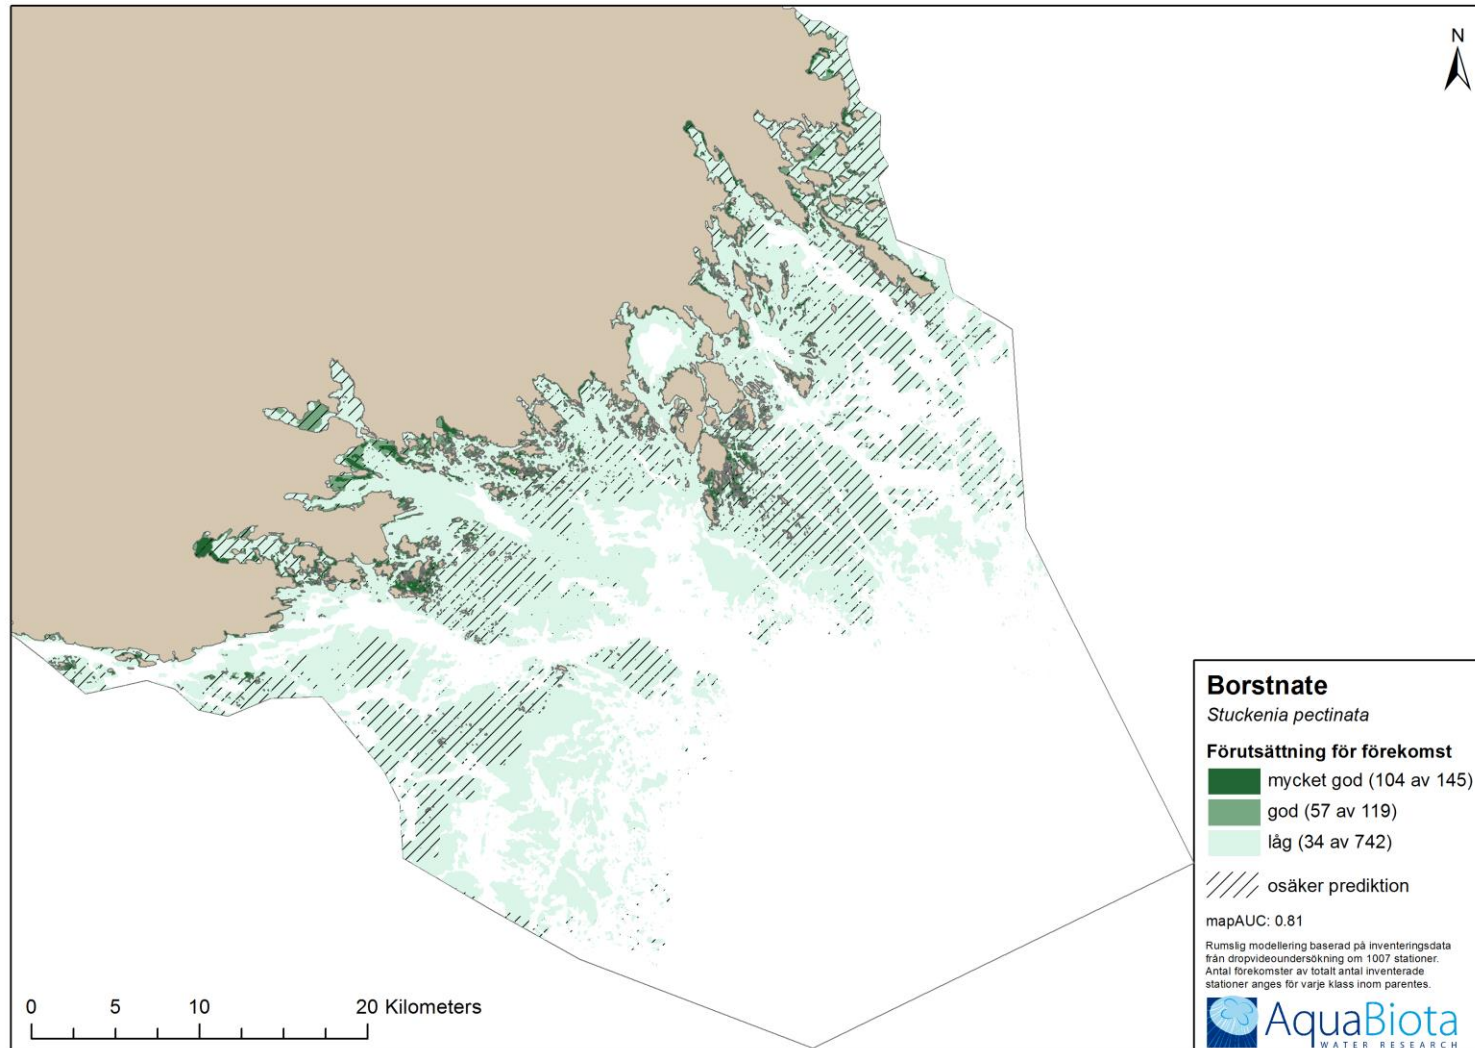 N
Borstnate
Stuckenia pectinata
Förutsättning för förekomst
mycket god (104 av 145)
god (57 av 119)
låg (34 av 742)
osäker prediktion
mapAUC: 0.81
Rumslig modellering baserad på inventeringsdata
från dropvideoundersökning om 1007 stationer.
Antal förekomster av totalt antal inventerade
stationer anges för varje klass inom parentes.
AquaBiota
WATER RESEARCH
0 5 10 20 Kilometers